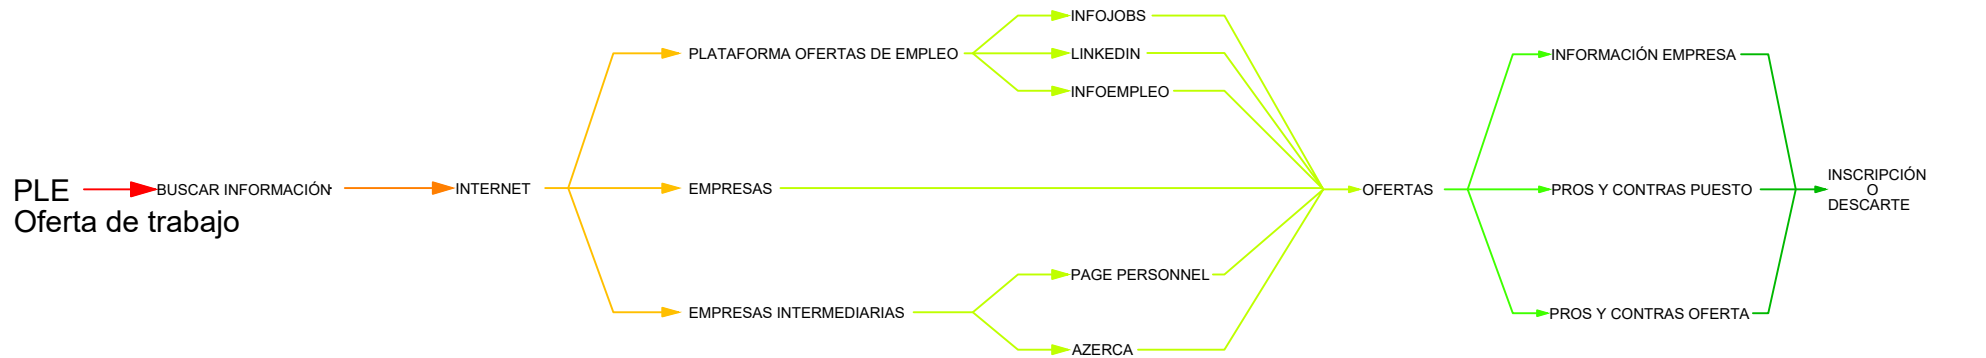 PLE
Oferta de trabajo
BUSCAR INFORMACIÓN
INTERNET
PLATAFORMA OFERTAS DE EMPLEO
EMPRESAS
EMPRESAS INTERMEDIARIAS
INFOJOBS
LINKEDIN
INFOEMPLEO
PAGE PERSONNEL
AZERCA
OFERTAS
INFORMACIÓN EMPRESA
PROS Y CONTRAS PUESTO
PROS Y CONTRAS OFERTA
INSCRIPCIÓN
O
DESCARTE